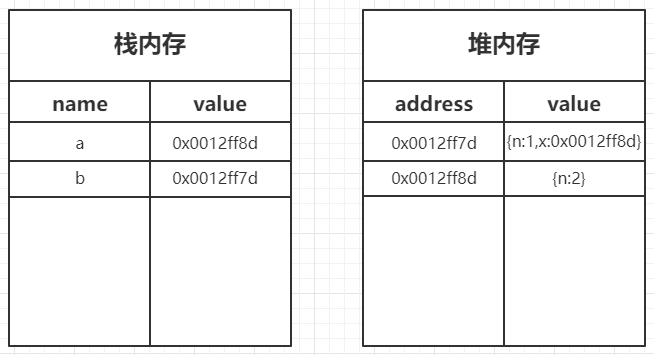 栈内存
name value
a 0x0012ff8d
b 0x0012ff7d
堆内存
address value
0x0012ff7d {n:1,x:0x0012ff8d}
0x0012ff8d {n:2}